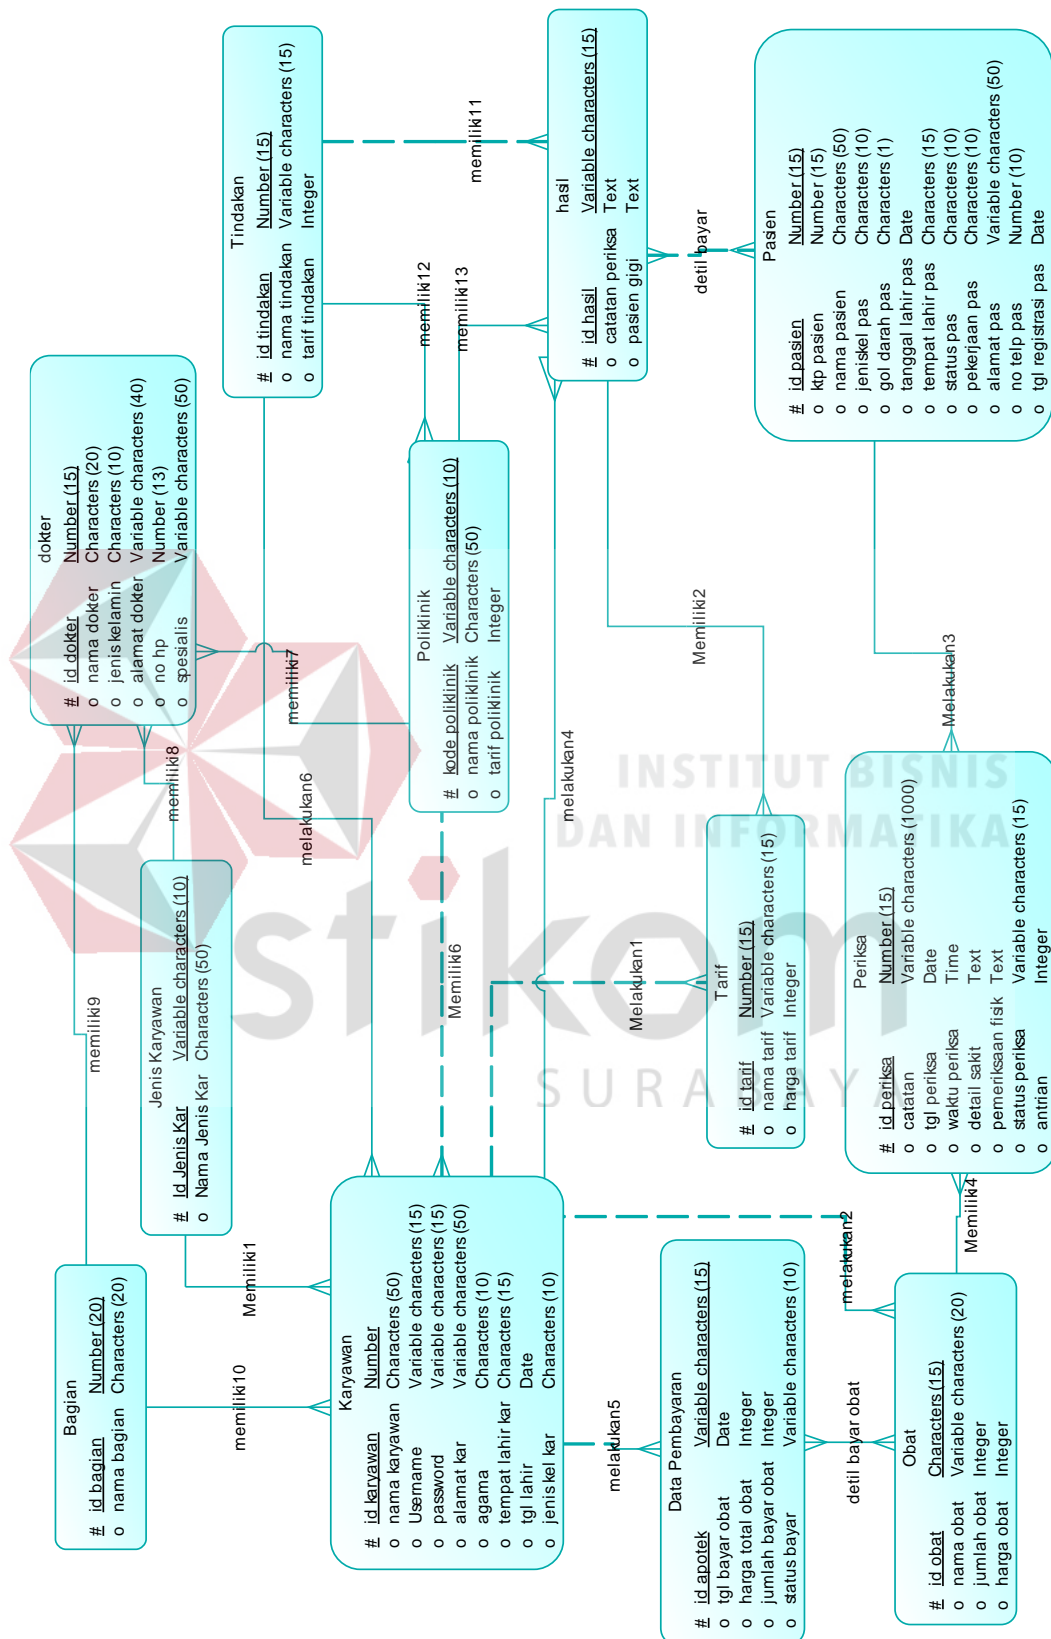 Bagian
# id bagian Number (20)
o nama bagian Characters (20)
Jenis Karyawan
# Id Jenis Kar Variable characters (10)
o Nama Jenis Kar Characters (50)
dokter
# id dokter Number (15)
o nama dokter Characters (20)
o jenis kelamin Characters (10)
o alamat dokter Variable characters (40)
o no hp Number (13)
o spesialis Variable characters (50)
Tindakan
# id tindakan Number (15)
o nama tindakan Variable characters (15)
o tarif tindakan Integer
Karyawan
# id karyawan Number
o nama karyawan Characters (50)
o Username Variable characters (15)
o password Variable characters (15)
o alamat kar Variable characters (50)
o agama Characters (10)
o tempat lahir kar Characters (15)
o tgl lahir Date
o jenis kel kar Characters (10)
Poliklinik
# kode poliklinik Variable characters (10)
o nama poliklinik Characters (50)
o tarif poliklinik Integer
hasil
# id hasil Variable characters (15)
o catatan periksa Text
o pasien gigi Text
Tarif
# id tarif Number (15)
o nama tarif Variable characters (15)
o harga tarif Integer
Data Pembayaran
# id apotek Variable characters (15)
o tgl bayar obat Date
o harga total obat Integer
o jumlah bayar obat Integer
o status bayar Variable characters (10)
Obat
# id obat Characters (15)
o nama obat Variable characters (20)
o jumlah obat Integer
o harga obat Integer
Periksa
# id periksa Number (15)
o catatan Variable characters (1000)
o tgl periksa Date
o waktu periksa Time
o detail sakit Text
o pemeriksaan fisik Text
o status periksa Variable characters (15)
o antrian Integer
Pasien
# id pasien Number (15)
o ktp pasien Number (15)
o nama pasien Characters (50)
o jenis kel pas Characters (10)
o gol darah pas Characters (1)
o tanggal lahir pas Date
o tempat lahir pas Characters (15)
o status pas Characters (10)
o pekerjaan pas Characters (10)
o alamat pas Variable characters (50)
o no telp pas Number (10)
o tgl registrasi pas Date
memiliki9
memiliki8
memiliki7
memiliki10
Memiliki1
melakukan6
Memiliki6
memiliki12
memiliki13
memiliki11
melakukan4
Melakukan1
Memiliki2
detil bayar
melakukan5
melakukan2
detil bayar obat
Memiliki4
Melakukan3
INSTITUT BISNIS
DAN INFORMATIKA
stikom
SURABAYA